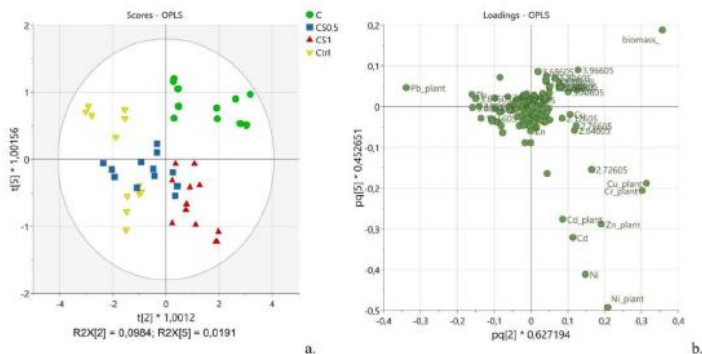 Scores - OPLS
C
CS0.5
CS1
Ctrl
2
1
0
-1
-2
t[5] * 1,00156
-4
-2
0
2
4
t[2] * 1,0012
R2X[2] = 0,0984; R2X[5] = 0,0191
a.
Loadings - OPLS
0,2
0,1
0
-0,1
-0,2
-0,3
-0,4
-0,5
pq[5] * 0,452651
biomass_
3.96605
Pb_plant
2.72605
Cu_plant
Cr_plant
Cd_plant
Zn_plant
Cd
Ni
Ni_plant
-0,4
-0,3
-0,2
-0,1
0
0,1
0,2
0,3
0,4
pq[2] * 0,627194
b.